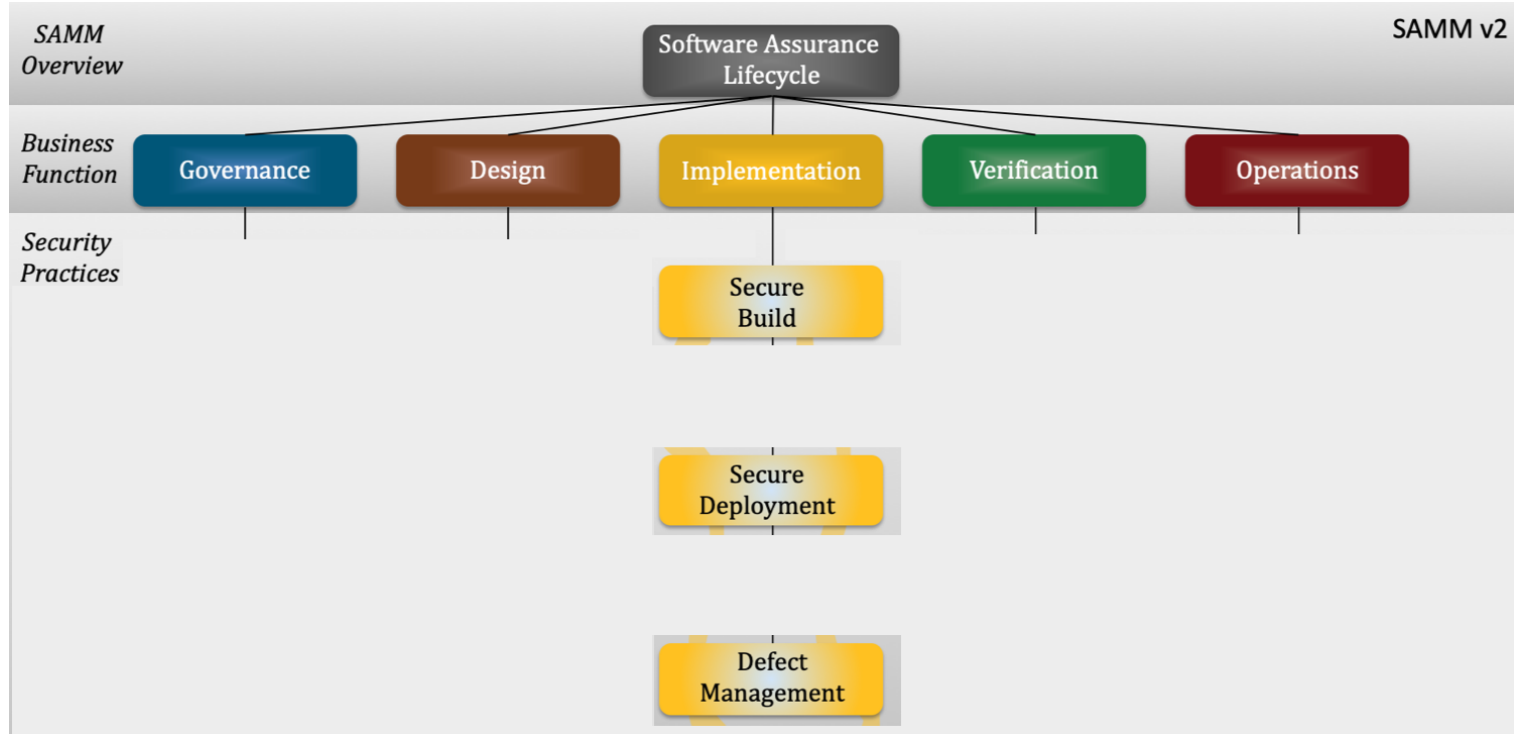 SAMM
Overview
Software Assurance
Lifecycle
SAMM v2
Business
Function
Governance
Design
Implementation
Verification
Operations
Security
Practices
Secure
Build
Secure
Deployment
Defect
Management